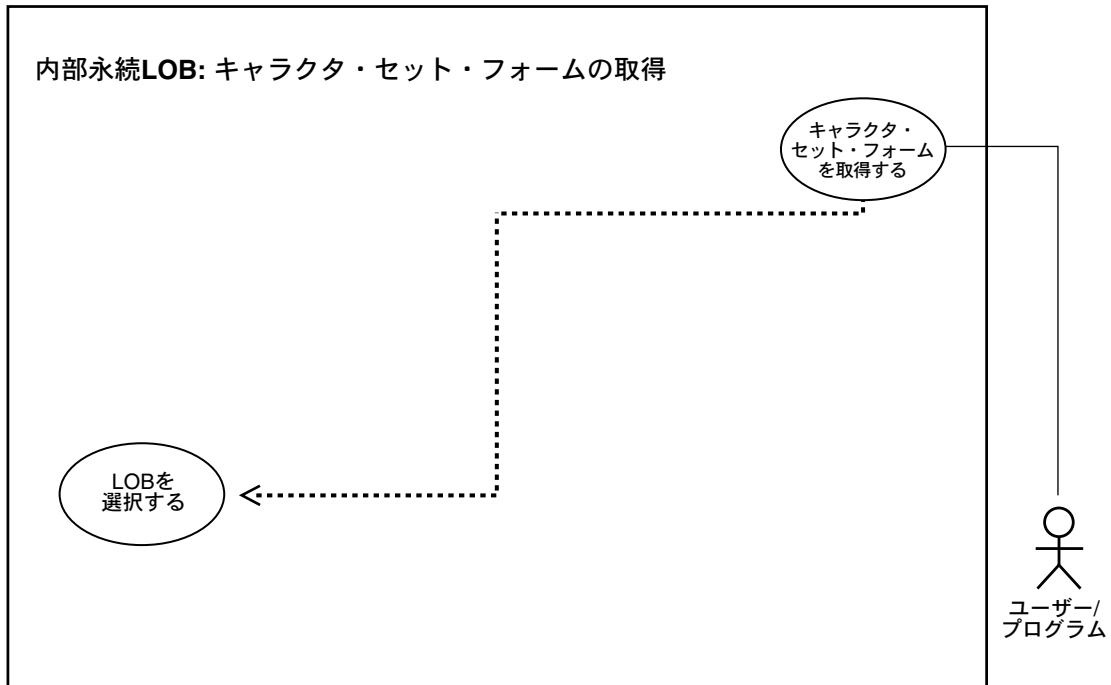 内部永続LOB: キャラクタ・セット・フォームの取得
キャラクタ・
セット・フォーム
を取得する
LOBを
選択する
ユーザー/
プログラム